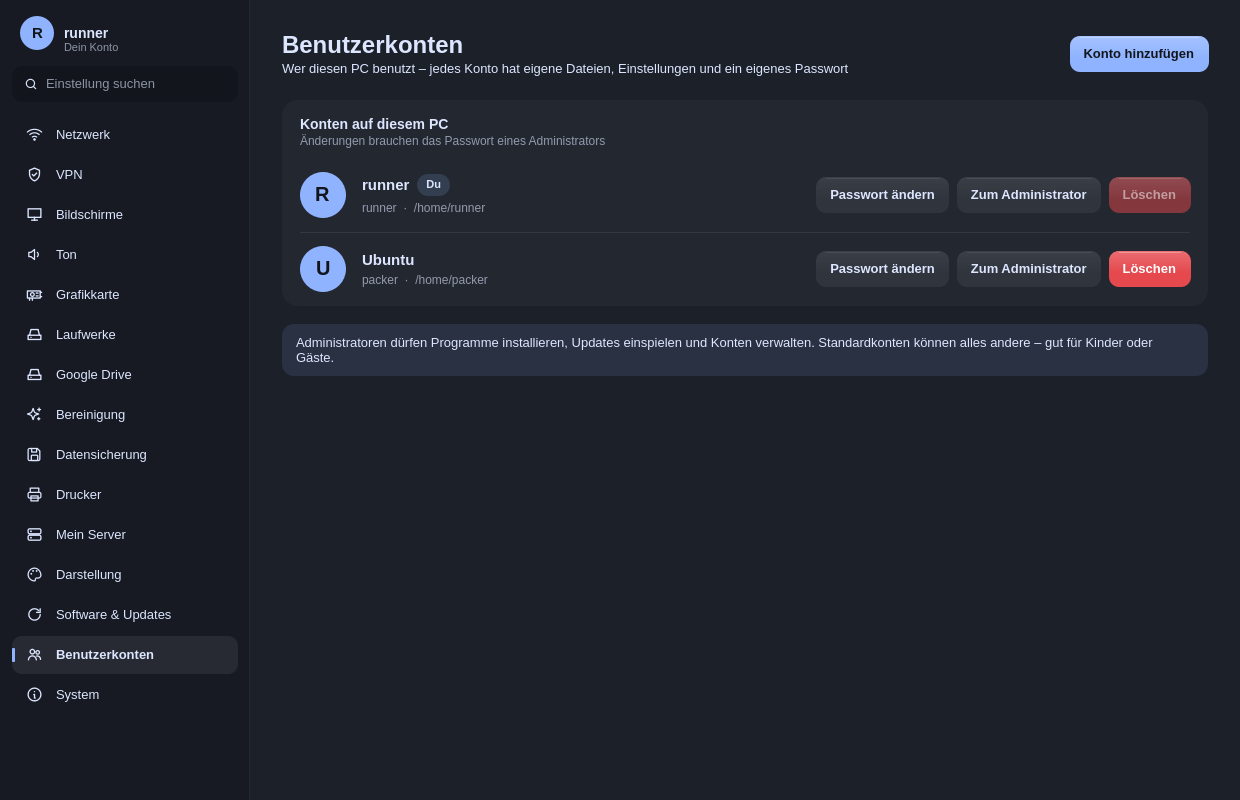 R
runner
Dein Konto
Einstellung suchen
Netzwerk
VPN
Bildschirme
Ton
Grafikkarte
Laufwerke
Google Drive
Bereinigung
Datensicherung
Drucker
Mein Server
Darstellung
Software & Updates
Benutzerkonten
System
Benutzerkonten
Wer diesen PC benutzt – jedes Konto hat eigene Dateien, Einstellungen und ein eigenes Passwort
Konto hinzufügen
Konten auf diesem PC
Änderungen brauchen das Passwort eines Administrators
R
runner Du
runner · /home/runner
Passwort ändern Zum Administrator Löschen
U
Ubuntu
packer · /home/packer
Passwort ändern Zum Administrator Löschen
Administratoren dürfen Programme installieren, Updates einspielen und Konten verwalten. Standardkonten können alles andere – gut für Kinder oder
Gäste.